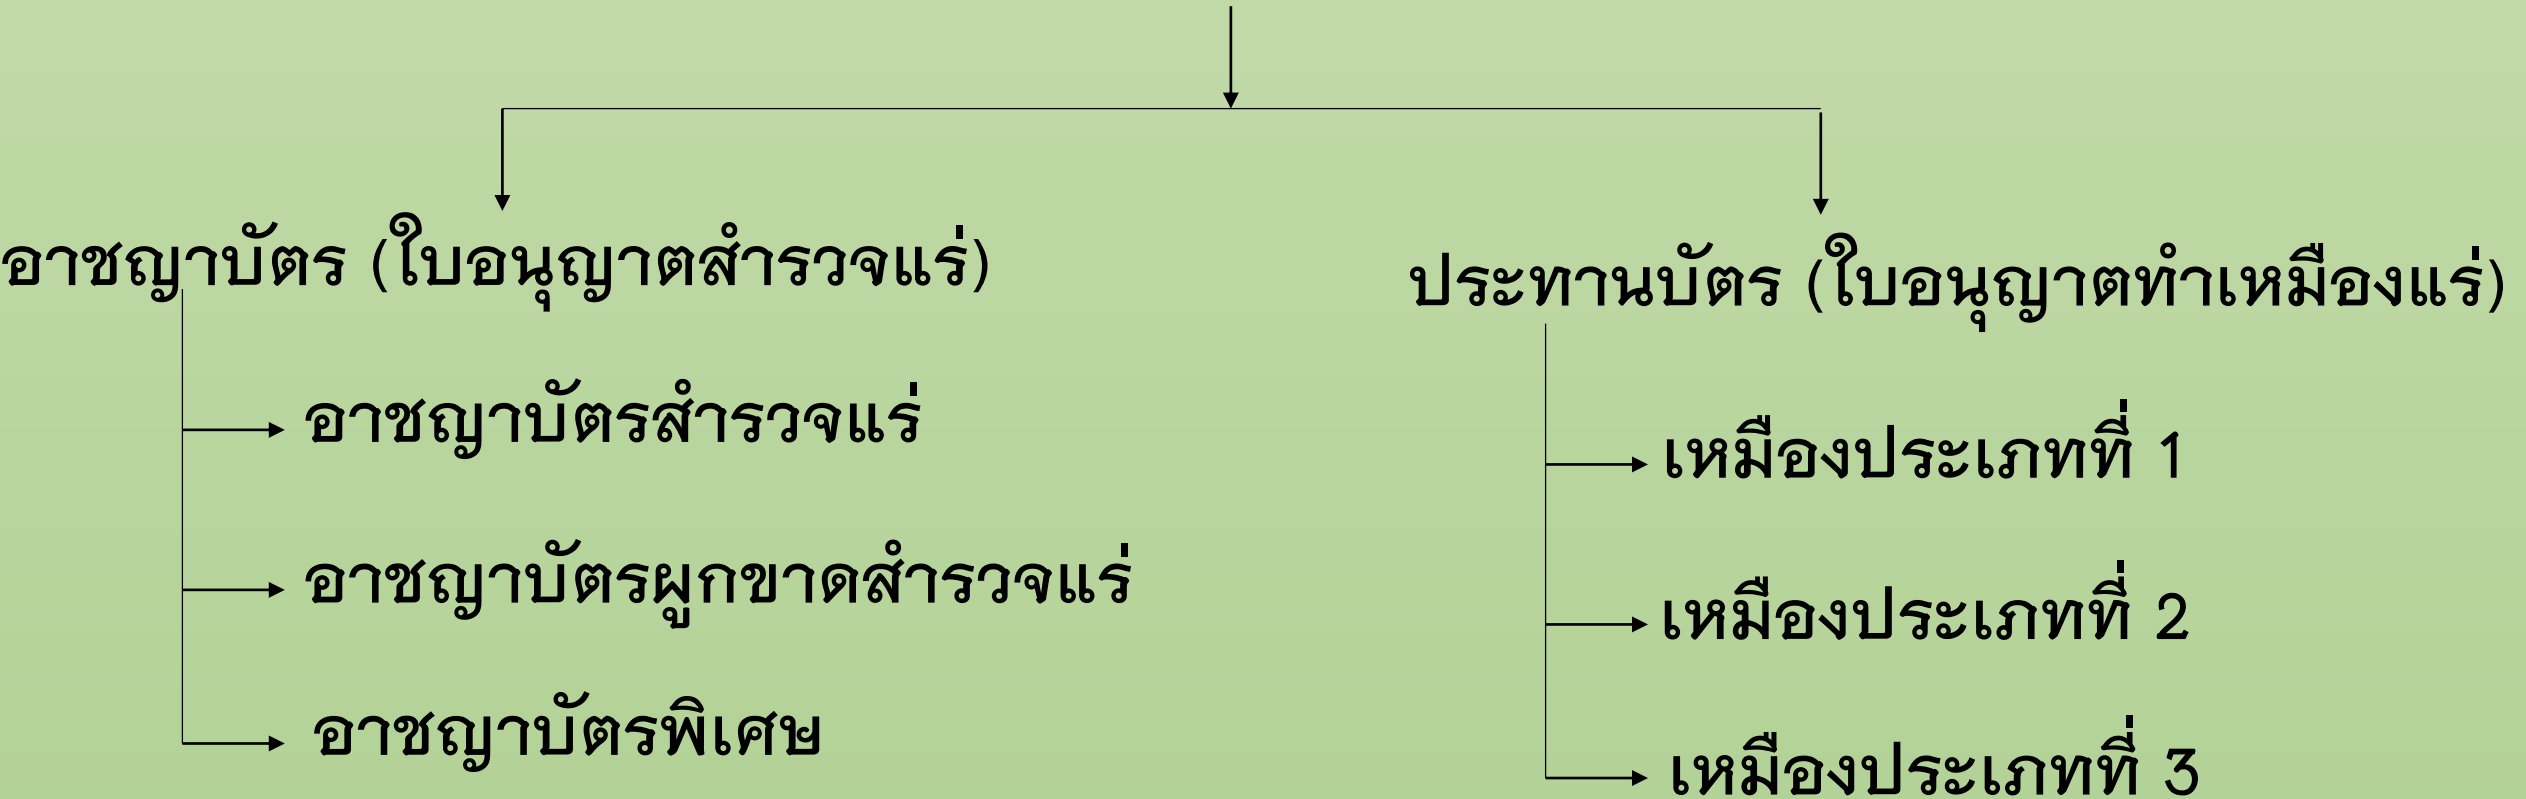 อาชญาบัตร (ใบอนุญาตสำรวจแร่)
อาชญาบัตรสำรวจแร่
อาชญาบัตรผูกขาดสำรวจแร่
อาชญาบัตรพิเศษ
ประทานบัตร (ใบอนุญาตทำเหมืองแร่)
เหมืองประเภทที่ 1
เหมืองประเภทที่ 2
เหมืองประเภทที่ 3